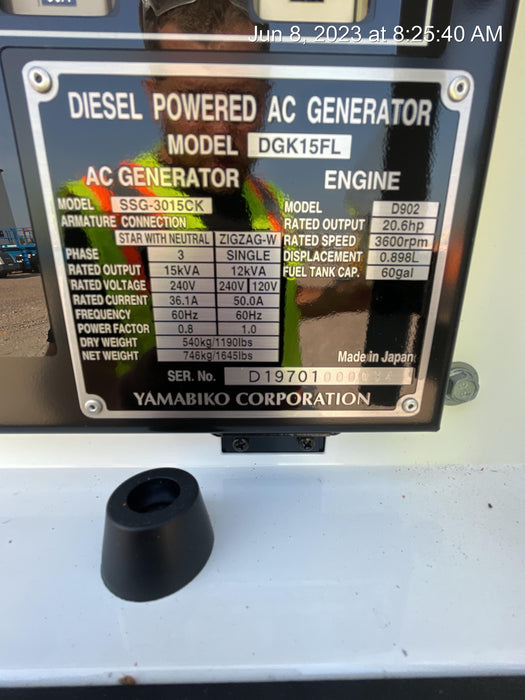 Jun 8, 2023 at 8:25:40 AM
DIESEL POWERED AC GENERATOR
MODEL DGK15FL
AC GENERATOR ENGINE
MODEL SSG-3015CK
ARMATURE CONNECTION
STAR WITH NEUTRAL ZIGZAG-W
PHASE 3 SINGLE
RATED OUTPUT 15kVA 12kVA
RATED VOLTAGE 240V 240V 120V
RATED CURRENT 36.1A 50.0A
FREQUENCY 60Hz 60Hz
POWER FACTOR 0.8 1.0
DRY WEIGHT 540kg/1190lbs
NET WEIGHT 746kg/1645lbs
MODEL D902
RATED OUTPUT 20.6hp
RATED SPEED 3600rpm
DISPLACEMENT 0.898L
FUEL TANK CAP. 60gal
Made in Japan
SER. No.
YAMABIKO CORPORATION